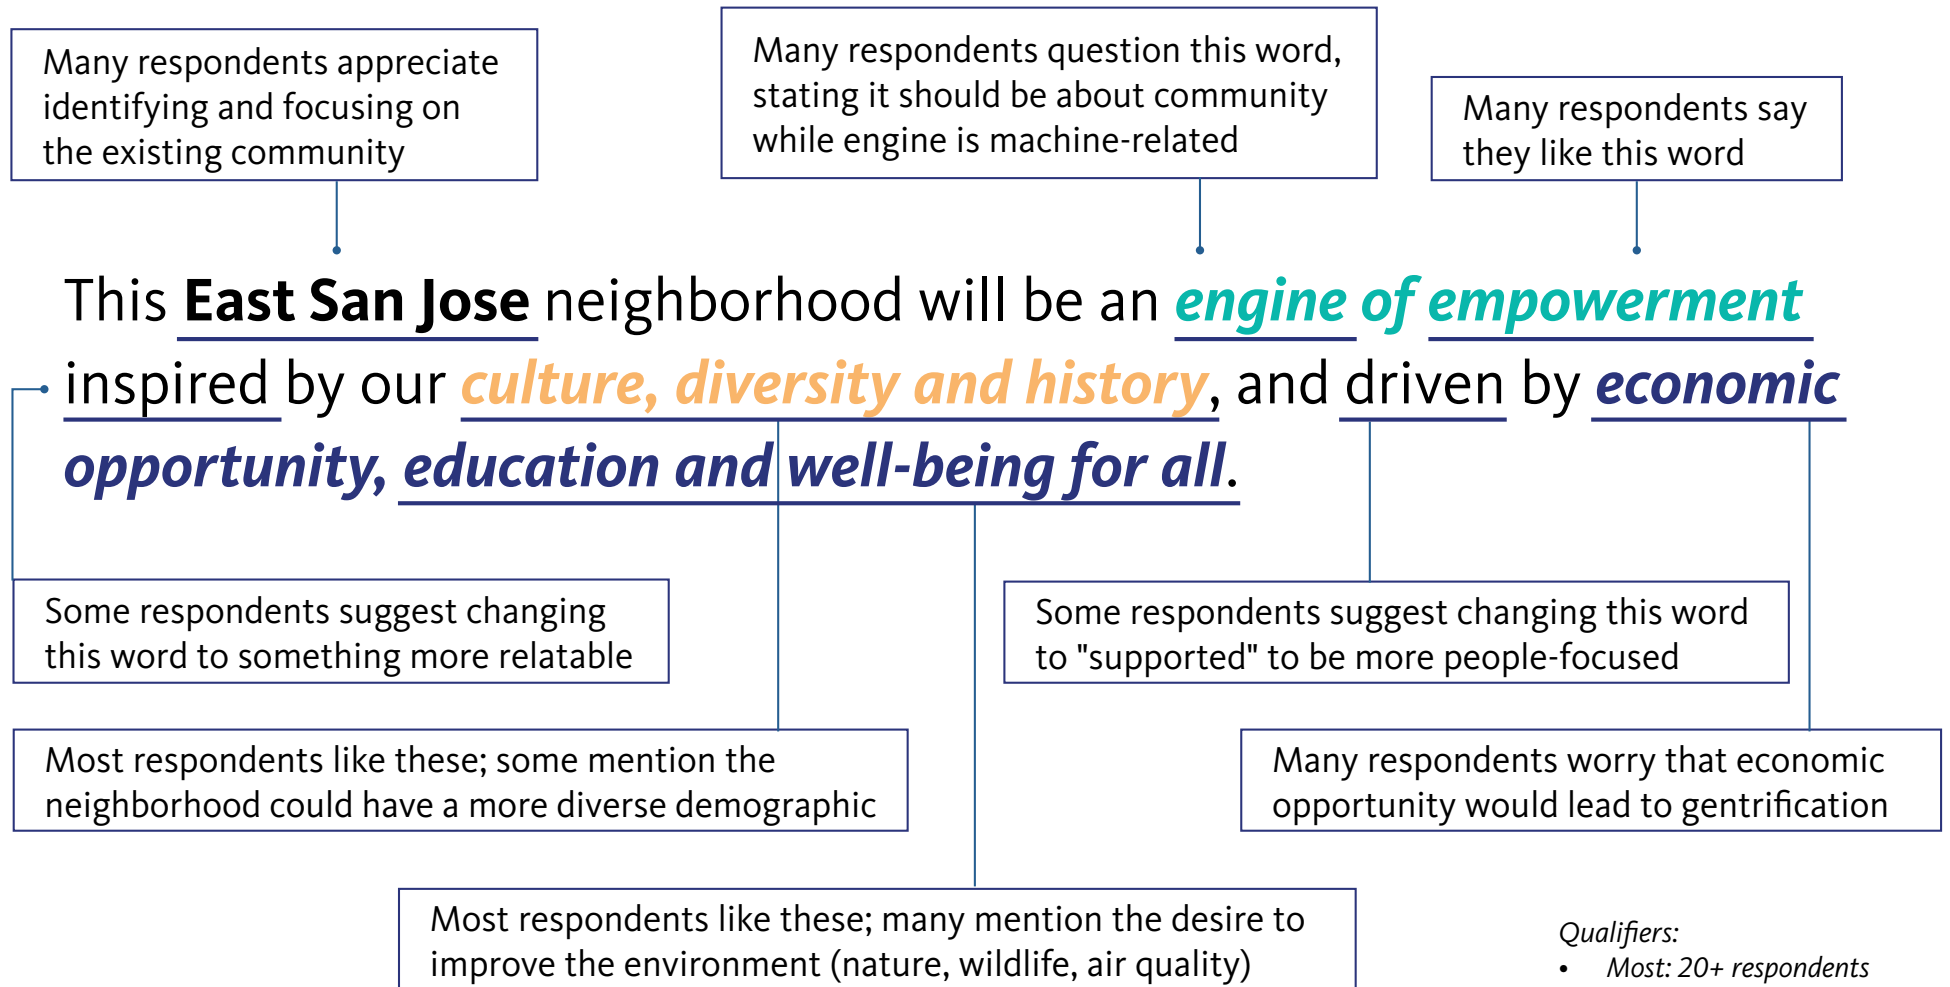 Many respondents appreciate
identifying and focusing on
the existing community
Many respondents question this word,
stating it should be about community
while engine is machine-related
Many respondents say
they like this word
This East San Jose neighborhood will be an engine of empowerment
inspired by our culture, diversity and history, and driven by economic
opportunity, education and well-being for all.
Some respondents suggest changing
this word to something more relatable
Some respondents suggest changing this word
to "supported" to be more people-focused
Most respondents like these; some mention the
neighborhood could have a more diverse demographic
Many respondents worry that economic
opportunity would lead to gentrification
Most respondents like these; many mention the desire to
improve the environment (nature, wildlife, air quality)
Qualifiers:
• Most: 20+ respondents